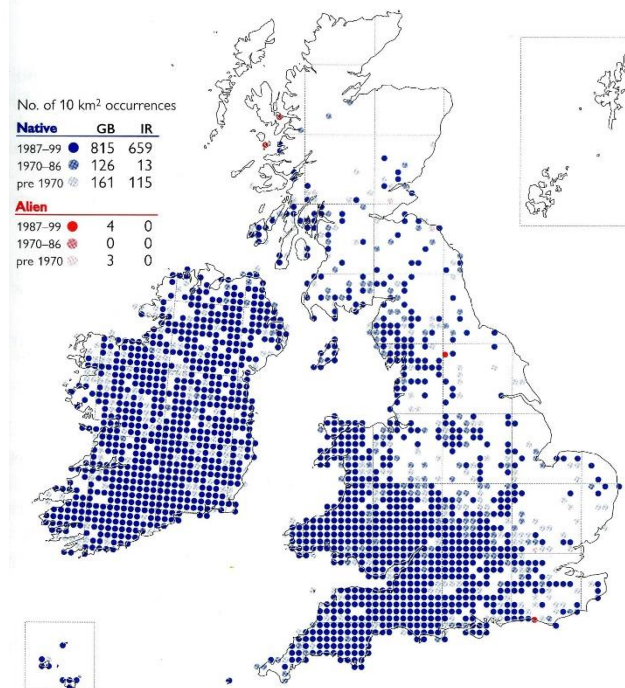 No. of 10 km² occurrences
Native GB IR
1987–99 815 659
1970–86 126 13
pre 1970 161 115
Alien
1987–99 4 0
1970–86 0 0
pre 1970 3 0